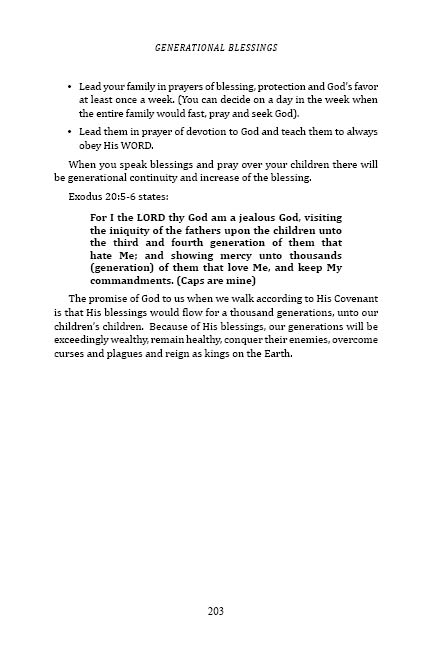 GENERATIONAL BLESSINGS
• Lead your family in prayers of blessing, protection and God's favor
at least once a week. (You can decide on a day in the week when
the entire family would fast, pray and seek God).
• Lead them in prayer of devotion to God and teach them to always
obey His WORD.
When you speak blessings and pray over your children there will
be generational continuity and increase of the blessing.
Exodus 20:5-6 states:
For I the LORD thy God am a jealous God, visiting
the iniquity of the fathers upon the children unto
the third and fourth generation of them that
hate Me; and showing mercy unto thousands
(generation) of them that love Me, and keep My
commandments. (Caps are mine)
The promise of God to us when we walk according to His Covenant
is that His blessings would flow for a thousand generations, unto our
children's children.  Because of His blessings, our generations will be
exceedingly wealthy, remain healthy, conquer their enemies, overcome
curses and plagues and reign as kings on the Earth.
203